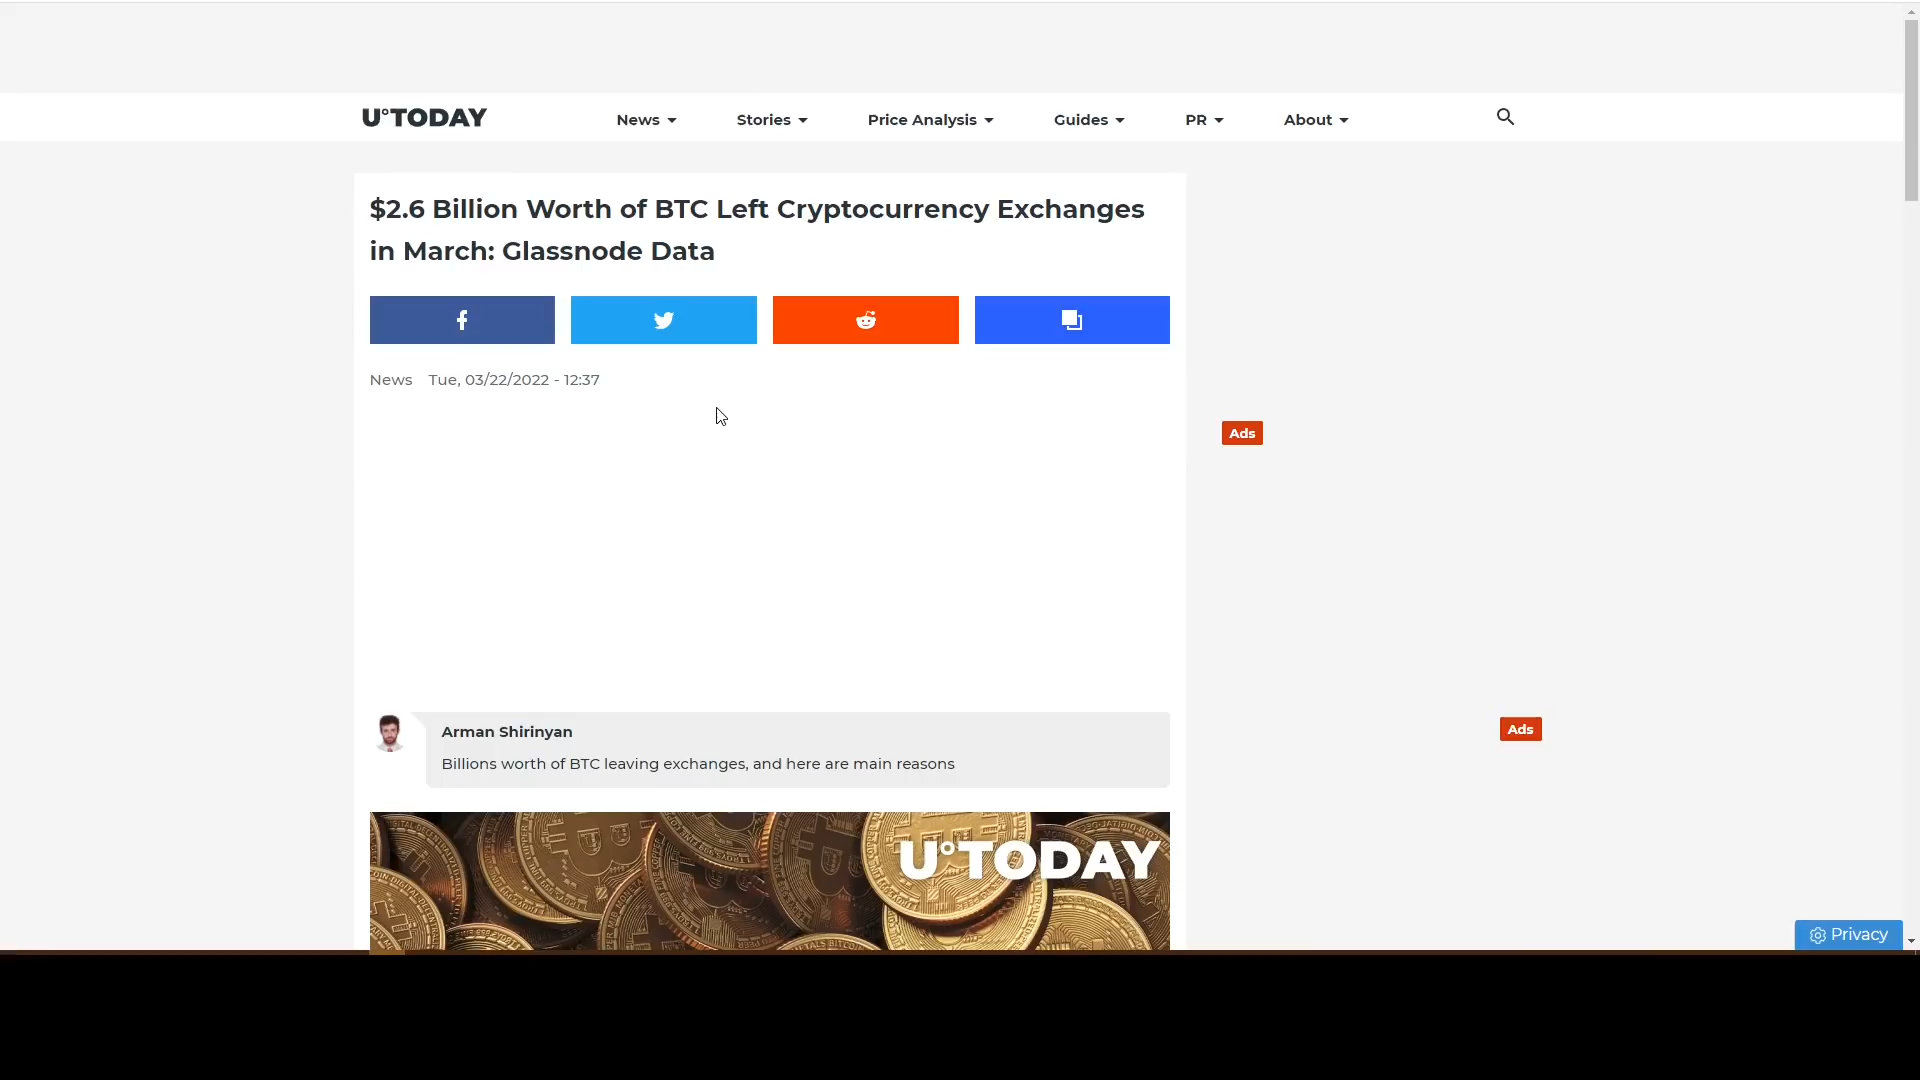 U°TODAY
News
Stories
Price Analysis
Guides
PR
About
$2.6 Billion Worth of BTC Left Cryptocurrency Exchanges
in March: Glassnode Data
News Tue, 03/22/2022 - 12:37
Ads
Arman Shirinyan
Billions worth of BTC leaving exchanges, and here are main reasons
Ads
U°TODAY
Privacy